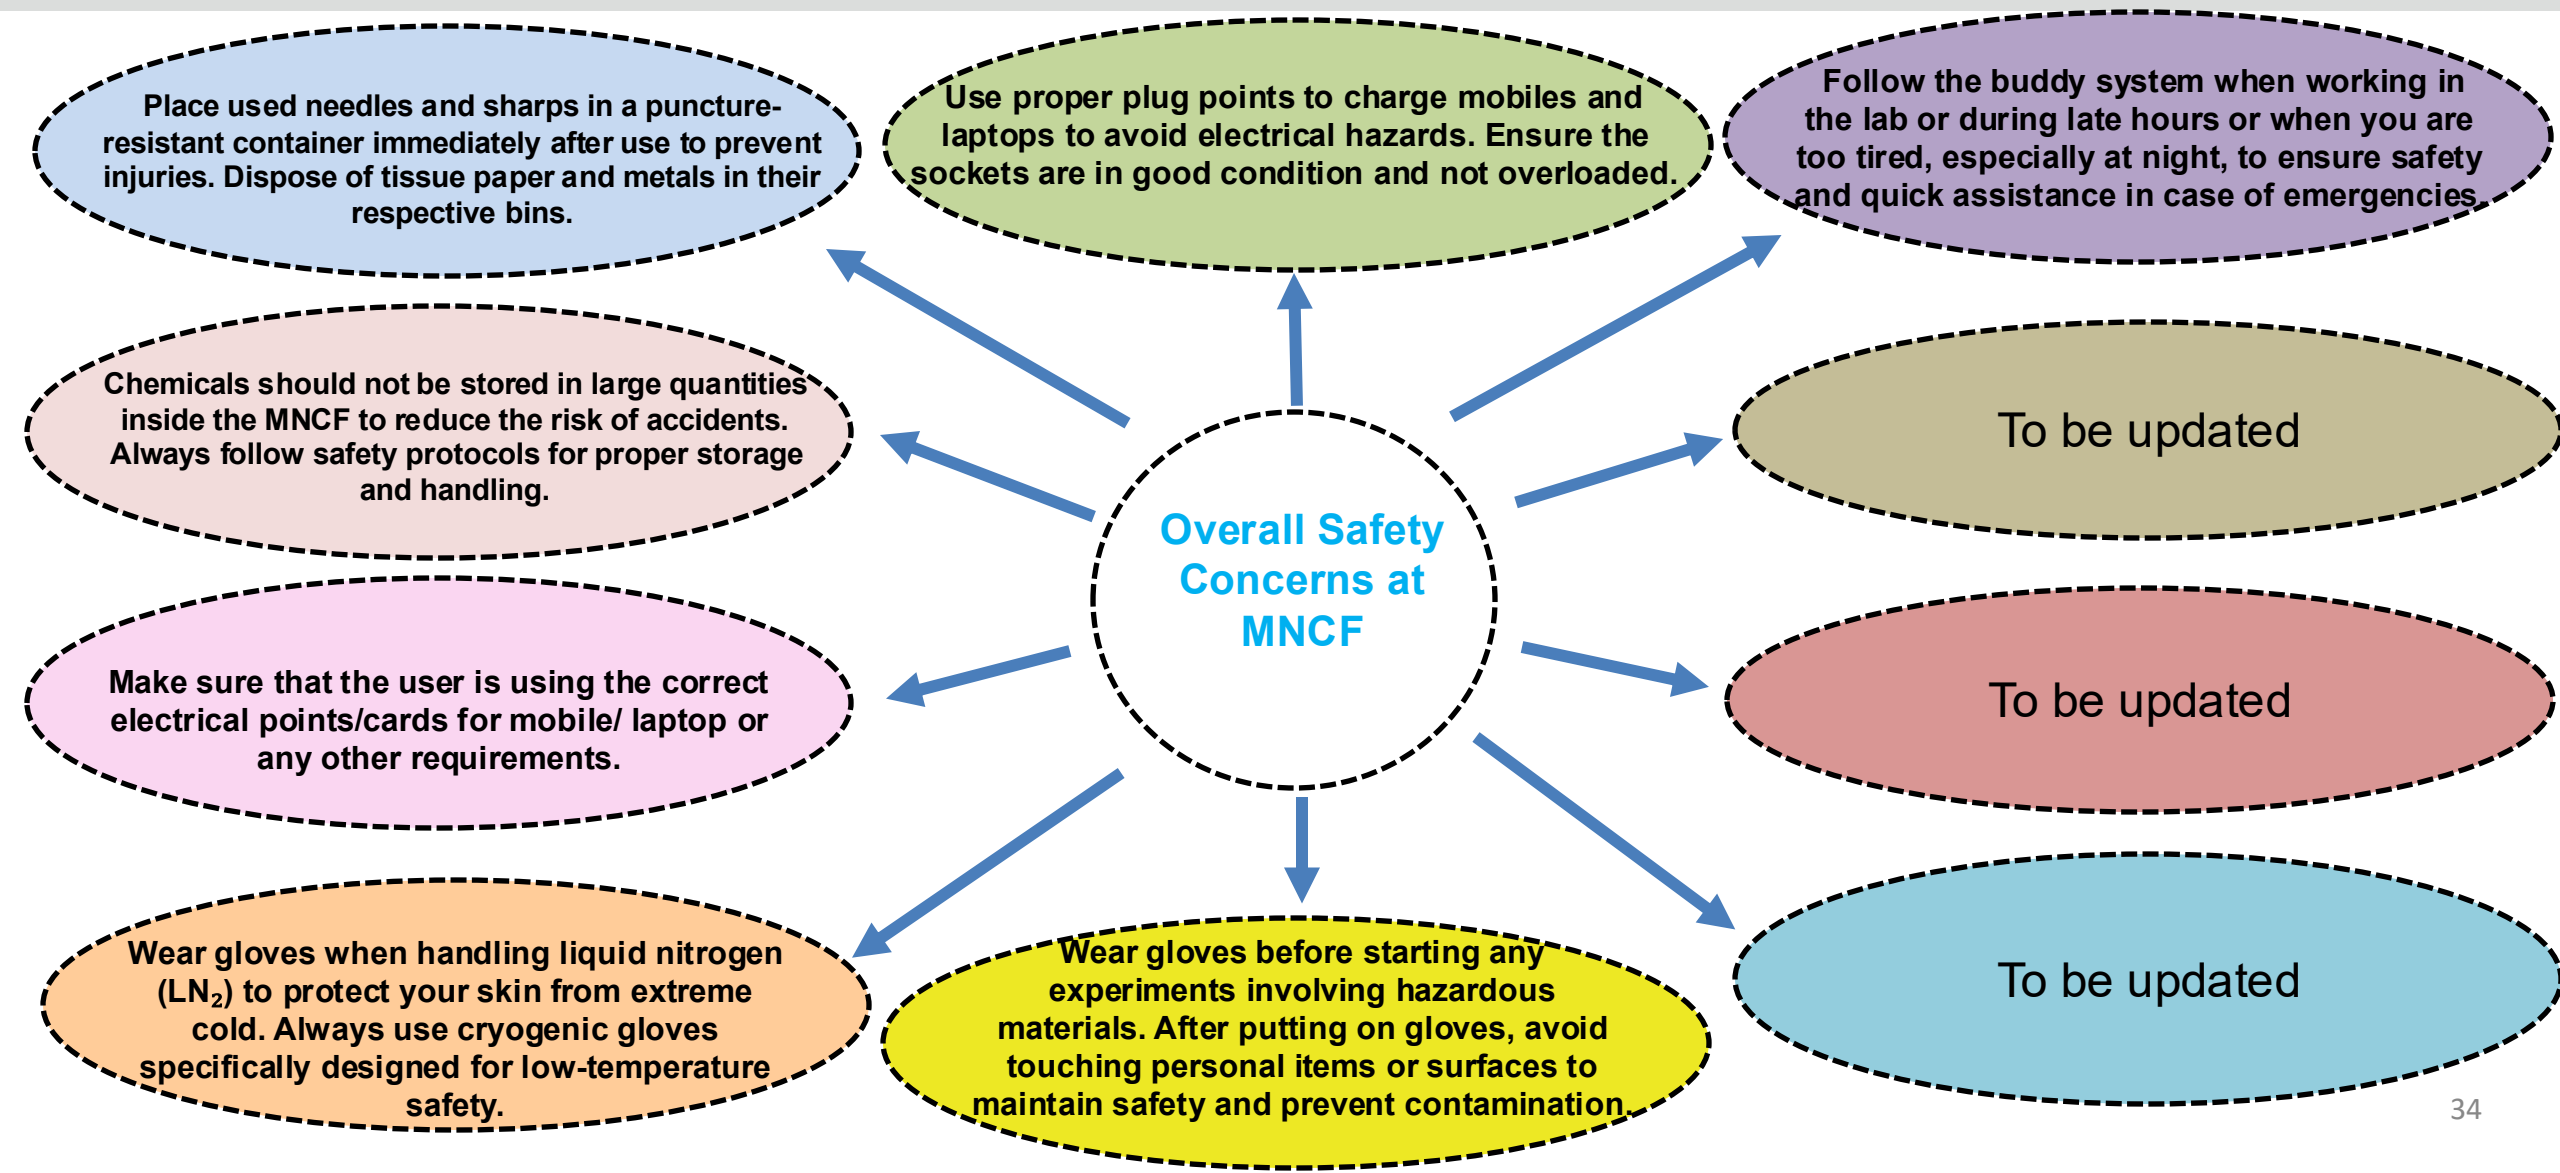 Place used needles and sharps in a puncture-
resistant container immediately after use to prevent
injuries. Dispose of tissue paper and metals in their
respective bins.
Use proper plug points to charge mobiles and
laptops to avoid electrical hazards. Ensure the
sockets are in good condition and not overloaded.
Follow the buddy system when working in
the lab or during late hours or when you are
too tired, especially at night, to ensure safety
and quick assistance in case of emergencies.
Chemicals should not be stored in large quantities
inside the MNCF to reduce the risk of accidents.
Always follow safety protocols for proper storage
and handling.
To be updated
Overall Safety
Concerns at
MNCF
Make sure that the user is using the correct
electrical points/cards for mobile/ laptop or
any other requirements.
To be updated
Wear gloves when handling liquid nitrogen
(LN₂) to protect your skin from extreme
cold. Always use cryogenic gloves
specifically designed for low-temperature
safety.
Wear gloves before starting any
experiments involving hazardous
materials. After putting on gloves, avoid
touching personal items or surfaces to
maintain safety and prevent contamination.
To be updated
34